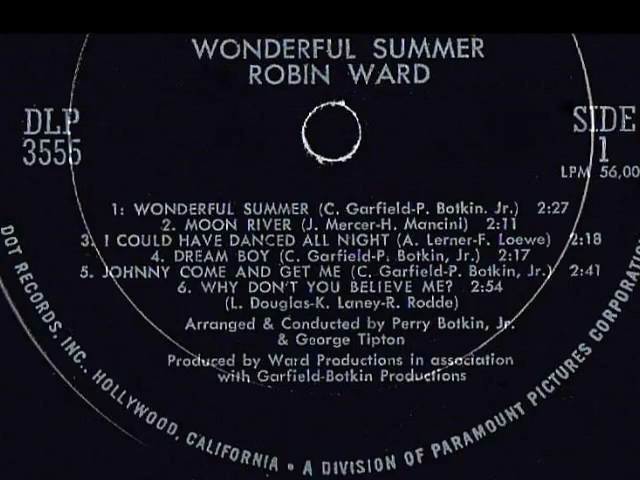 WONDERFUL SUMMER
ROBIN WARD
DLP
3555
SIDE
1
LPM 56,00
1: WONDERFUL SUMMER (C. Garfield-P. Botkin. Jr.) 2:27
2. MOON RIVER (J. Mercer-H. Mancini) 2:11
3. I COULD HAVE DANCED ALL NIGHT (A. Lerner-F. Loewe) 2:18
4. DREAM BOY (C. Garfield-P. Botkin, Jr.) 2:17
5. JOHNNY COME AND GET ME (C. Garfield-P. Botkin, Jr.) 2:41
6. WHY DON'T YOU BELIEVE ME? 2:54
(L. Douglas-K. Laney-R. Rodde)
Arranged & Conducted by Perry Botkin, Jr.
& George Tipton
Produced by Ward Productions in association
with Garfield-Botkin Productions
DOT RECORDS, INC., HOLLYWOOD, CALIFORNIA • A DIVISION OF PARAMOUNT PICTURES CORPORATIO